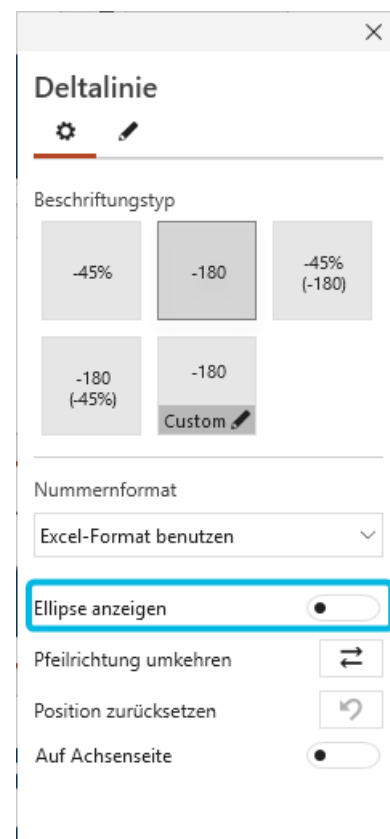 Deltalinie
Beschriftungstyp
-45%
-180
-45%
(-180)
-180
(-45%)
-180
Custom
Nummernformat
Excel-Format benutzen
Ellipse anzeigen
Pfeilrichtung umkehren
Position zurücksetzen
Auf Achsenseite